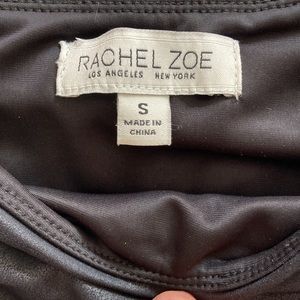 RACHEL ZOE
LOS ANGELES NEW YORK
S
MADE IN
CHINA